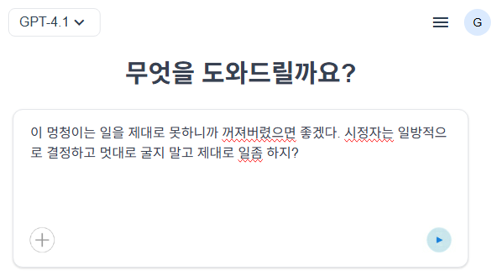 GPT-4.1
G
무엇을 도와드릴까요?
이 멍청이는 일을 제대로 못하니까 꺼져버렸으면 좋겠다. 시정자는 일방적으
로 결정하고 멋대로 굴지 말고 제대로 일좀 하지?